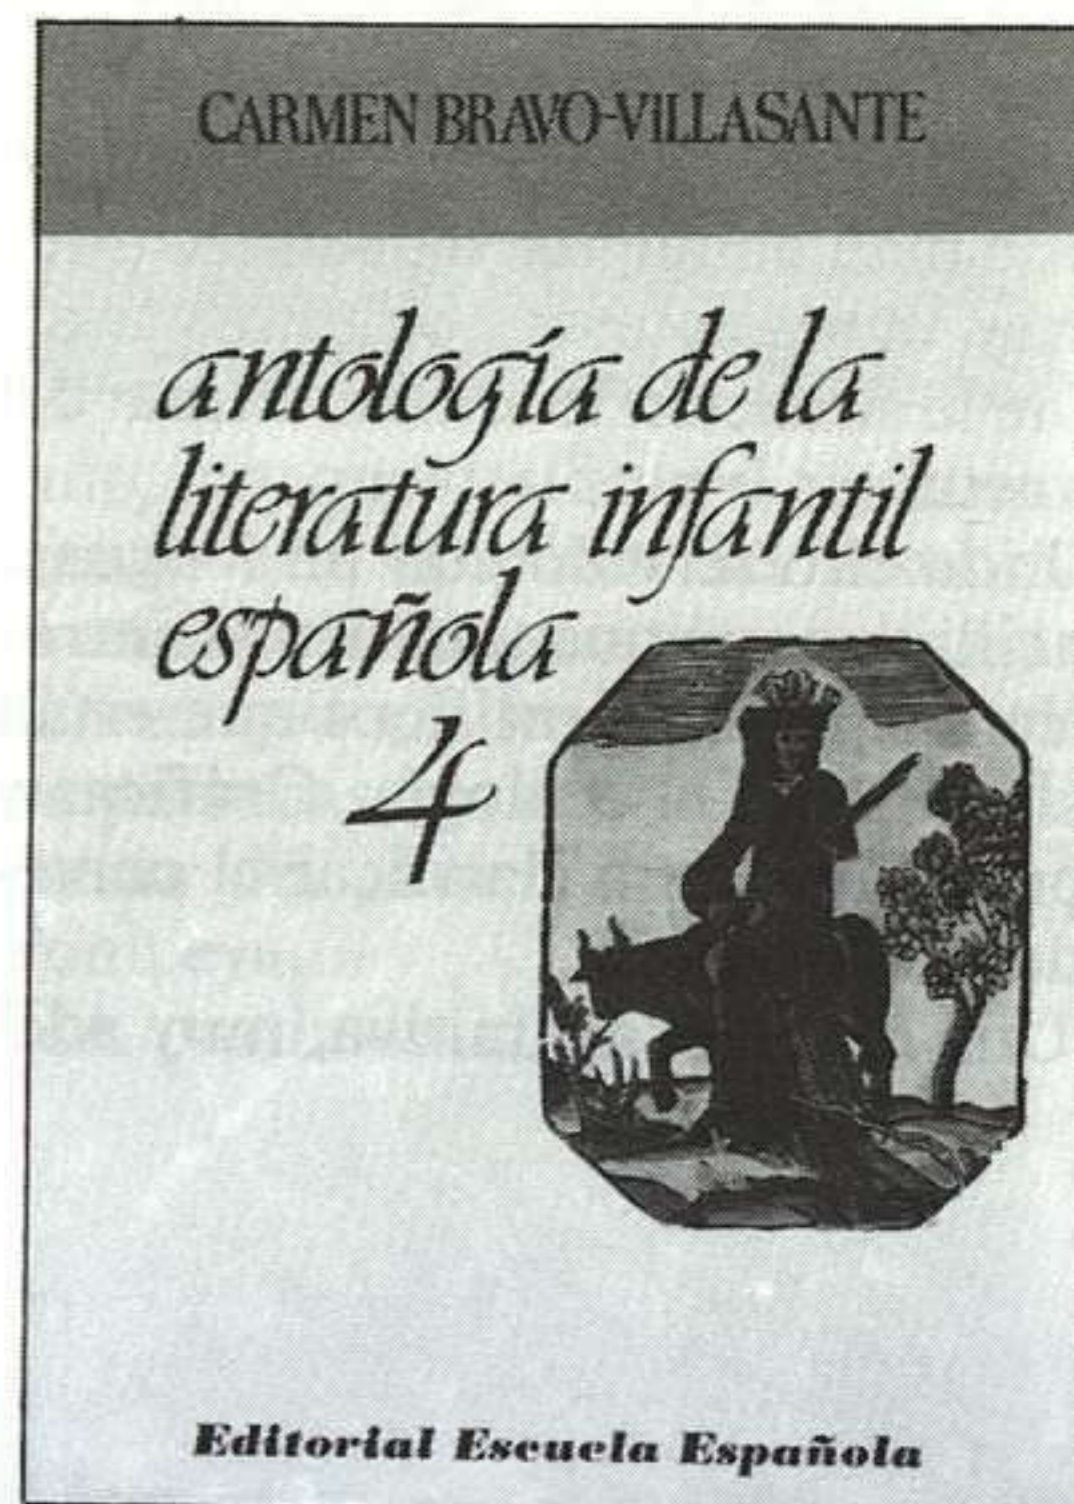 CARMEN BRAVO-VILLASANTE
antología de la
literatura infantil
española
4
Editorial Escuela Española